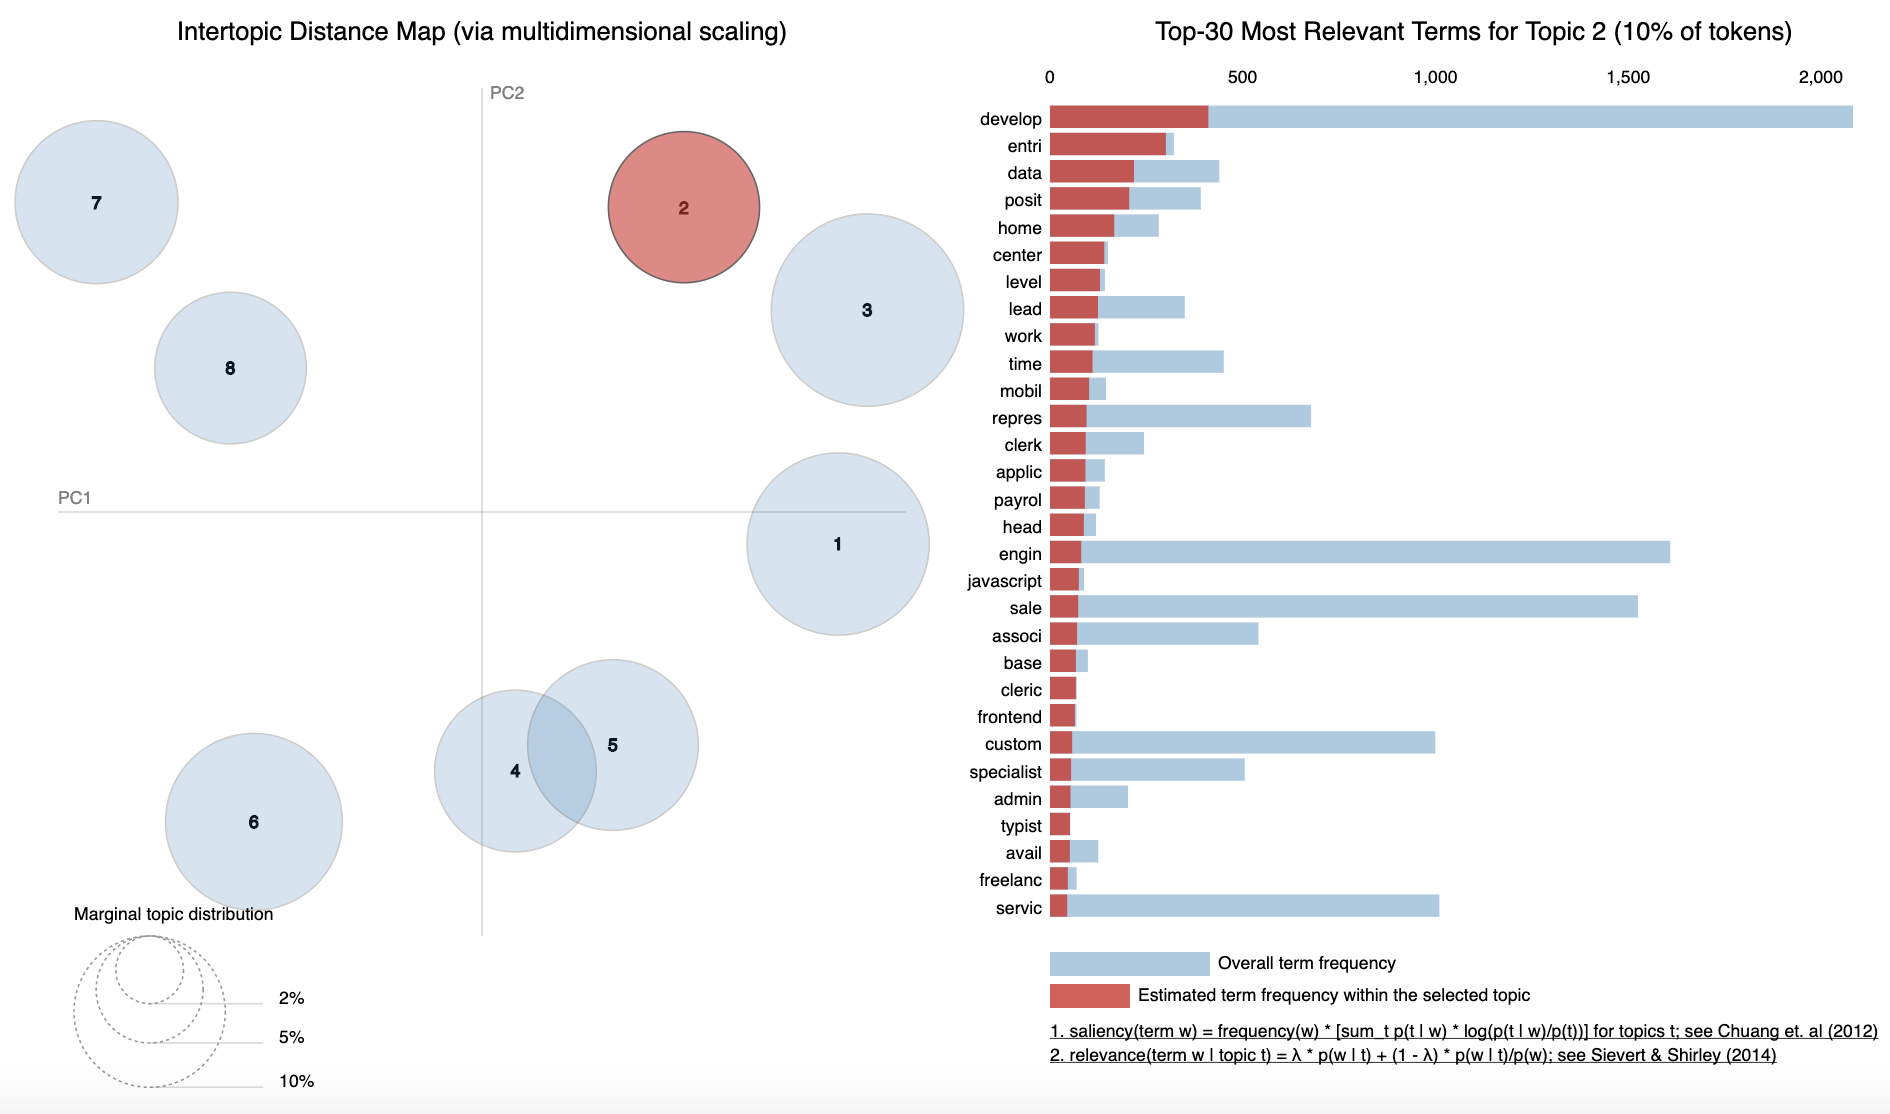 Intertopic Distance Map (via multidimensional scaling)
PC2
PC1
7
2
3
8
1
5
4
6
Marginal topic distribution
2%
5%
10%
Top-30 Most Relevant Terms for Topic 2 (10% of tokens)
0 500 1,000 1,500 2,000
develop
entri
data
posit
home
center
level
lead
work
time
mobil
repres
clerk
applic
payrol
head
engin
javascript
sale
associ
base
cleric
frontend
custom
specialist
admin
typist
avail
freelanc
servic
Overall term frequency
Estimated term frequency within the selected topic
1. saliency(term w) = frequency(w) * [sum_t p(t | w) * log(p(t | w)/p(t))] for topics t; see Chuang et. al (2012)
2. relevance(term w | topic t) = λ * p(w | t) + (1 - λ) * p(w | t)/p(w); see Sievert & Shirley (2014)